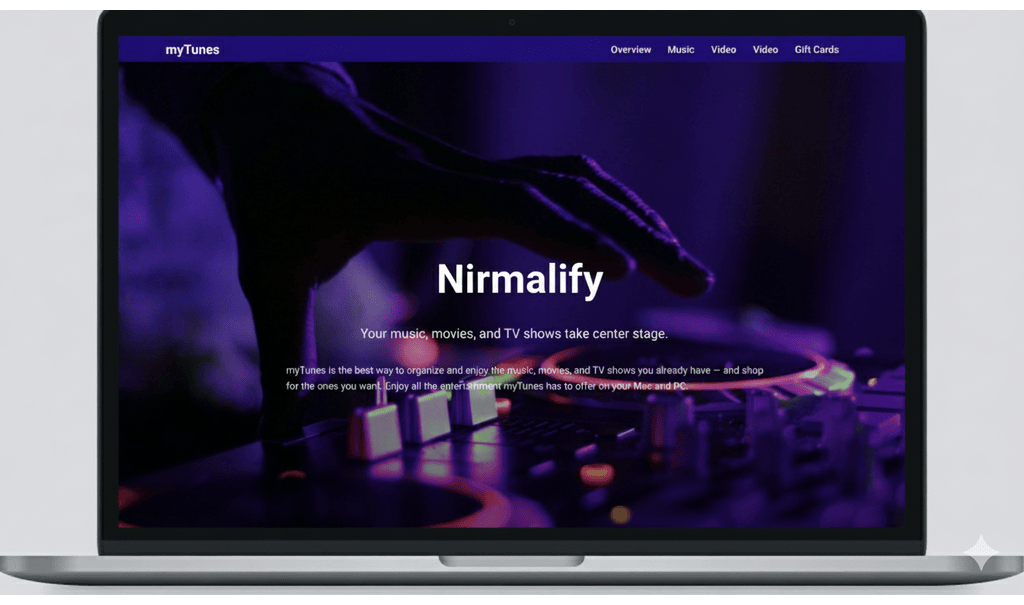 myTunes
Overview Music Video Video Gift Cards
Nirmalify
Your music, movies, and TV shows take center stage.
myTunes is the best way to organize and enjoy the music, movies, and TV shows you already have — and shop
for the ones you want. Enjoy all the entertainment myTunes has to offer on your Mac and PC.